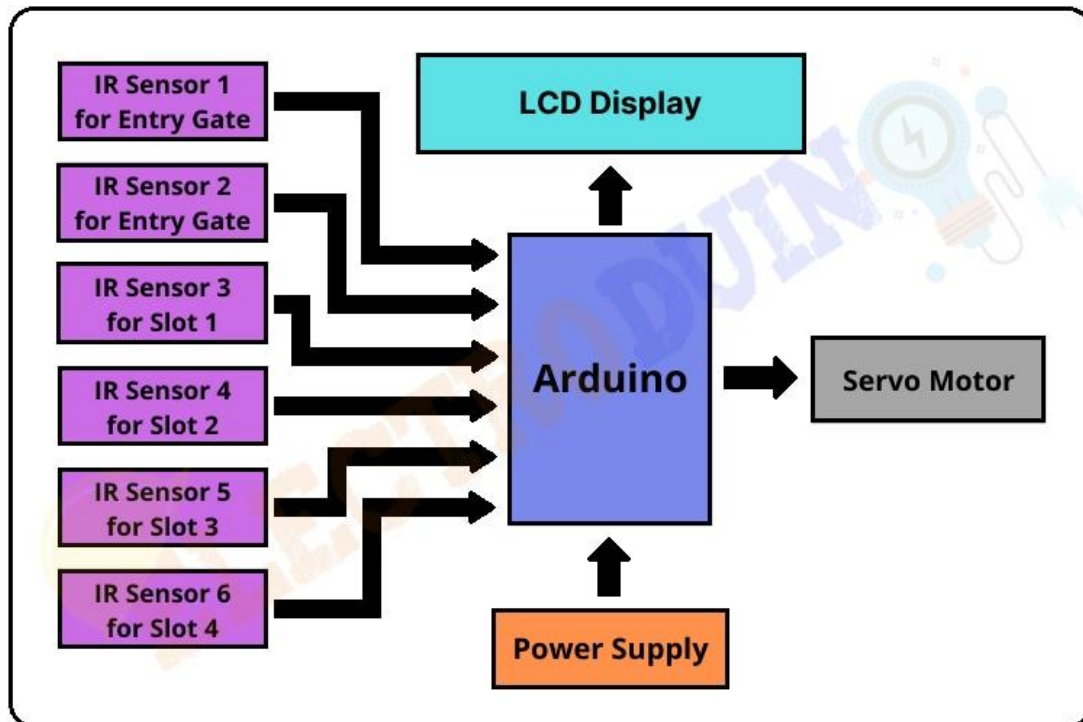 IR Sensor 1
for Entry Gate
IR Sensor 2
for Entry Gate
IR Sensor 3
for Slot 1
IR Sensor 4
for Slot 2
IR Sensor 5
for Slot 3
IR Sensor 6
for Slot 4
LCD Display
Arduino
Servo Motor
Power Supply
ELECTRODUINO